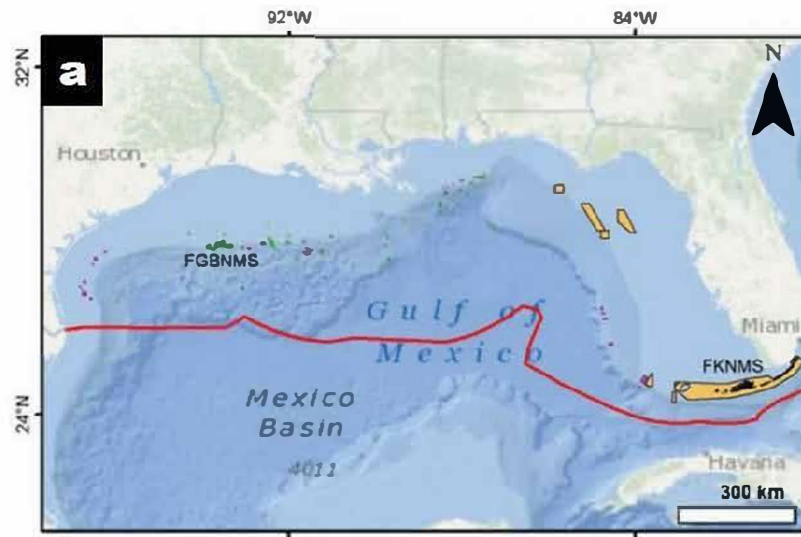 92°W
84°W
32°N
a
N
Houston
FGBNMS
Gulf of
Mexico
Miami
FKNMS
24°N
Mexico
Basin
4011
Havana
300 km